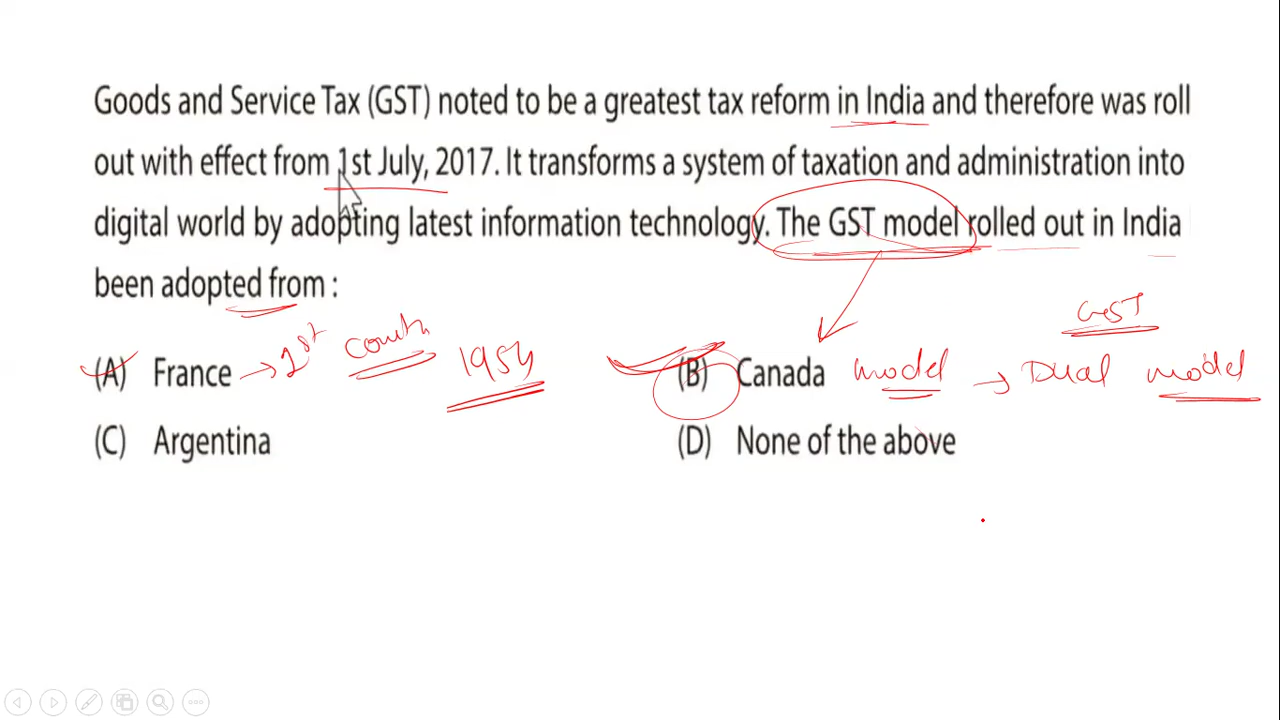 Goods and Service Tax (GST) noted to be a greatest tax reform in India and therefore was roll
out with effect from 1st July, 2017. It transforms a system of taxation and administration into
digital world by adopting latest information technology. The GST model rolled out in India
been adopted from :
GST
(A) France → 1st 1954
(B) Canada model → Dual model
(C) Argentina
(D) None of the above